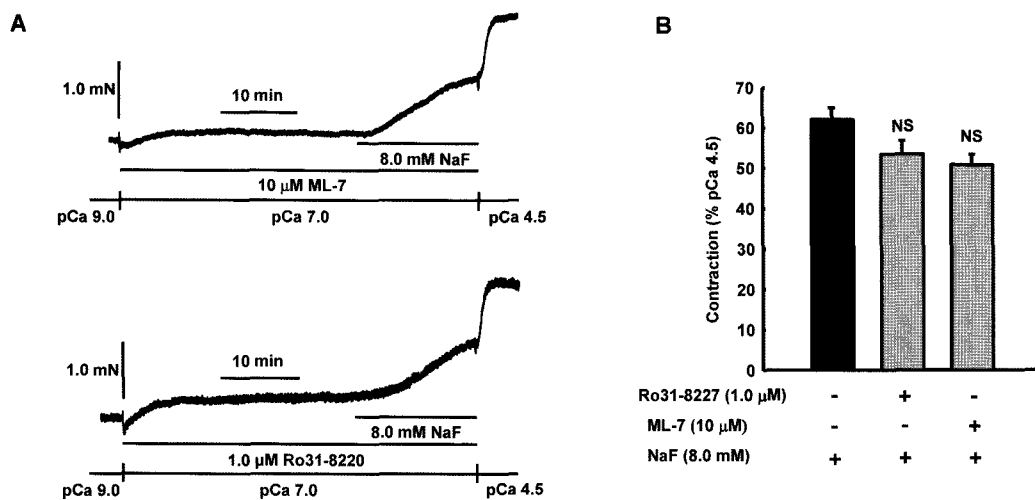 A
1.0 mN
10 min
8.0 mM NaF
10 μM ML-7
pCa 9.0 pCa 7.0 pCa 4.5
1.0 mN
10 min
8.0 mM NaF
1.0 μM Ro31-8220
pCa 9.0 pCa 7.0 pCa 4.5
B
Contraction (% pCa 4.5)
70
60
50
40
30
20
10
0
NS
NS
Ro31-8227 (1.0 μM) - + -
ML-7 (10 μM) - - +
NaF (8.0 mM) + + +